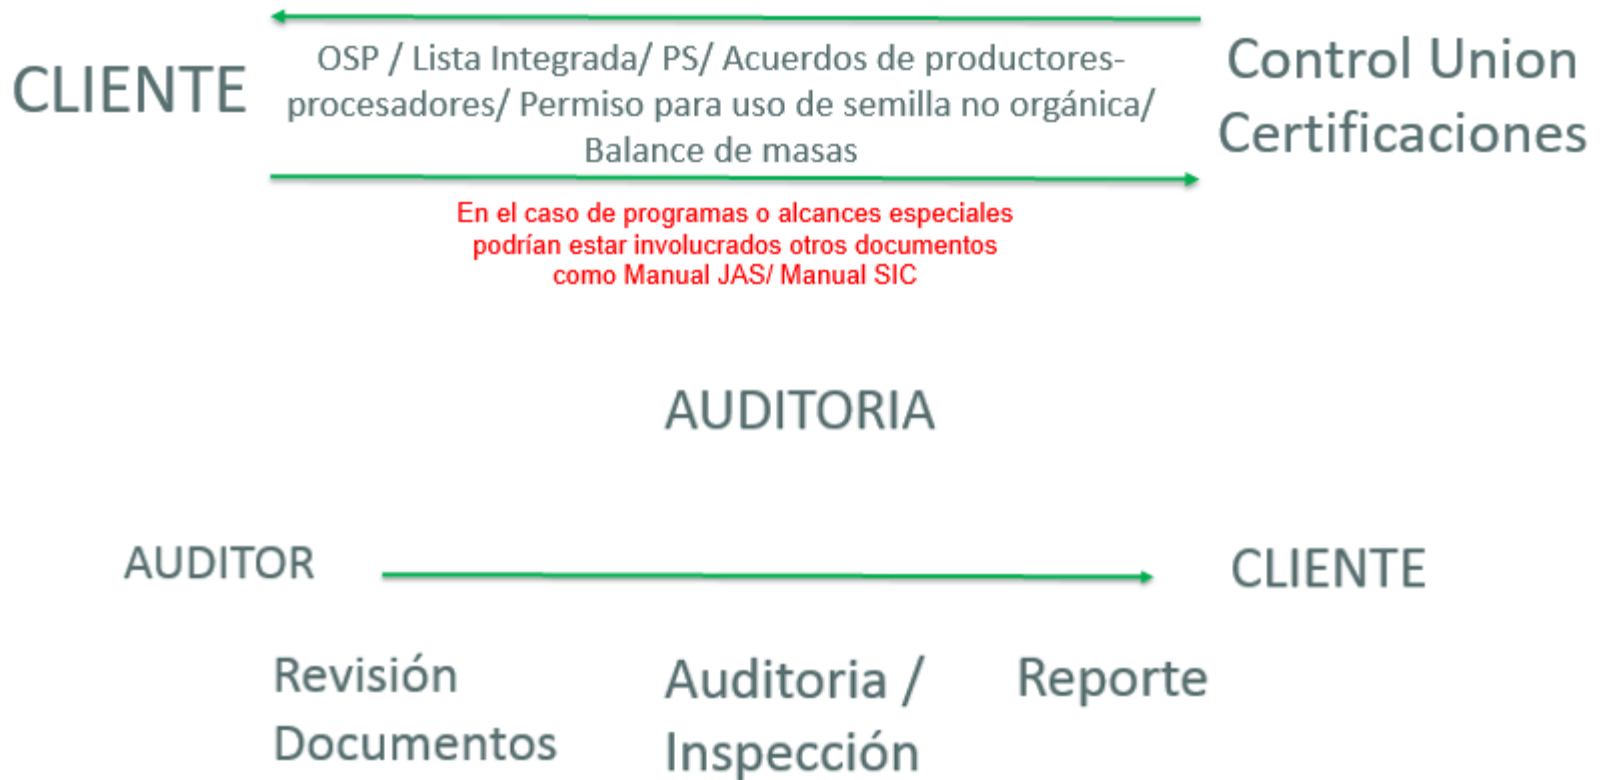 CLIENTE
OSP / Lista Integrada/ PS/ Acuerdos de productores-
procesadores/ Permiso para uso de semilla no orgánica/
Balance de masas
Control Union
Certificaciones
En el caso de programas o alcances especiales
podrían estar involucrados otros documentos
como Manual JAS/ Manual SIC
AUDITORIA
AUDITOR
CLIENTE
Revisión
Documentos
Auditoria /
Inspección
Reporte